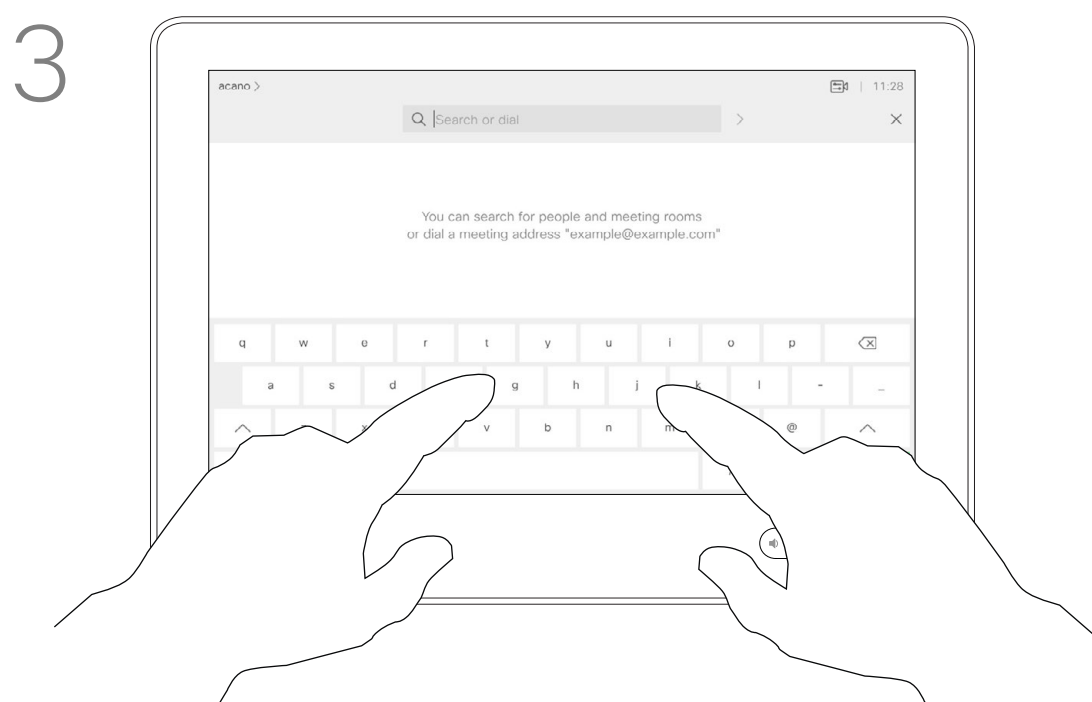 3
acano >
11:28
Search or dial
You can search for people and meeting rooms
or dial a meeting address "example@example.com"
q w e r t y u i o p
a s d g h j k l - _
x v b n m @